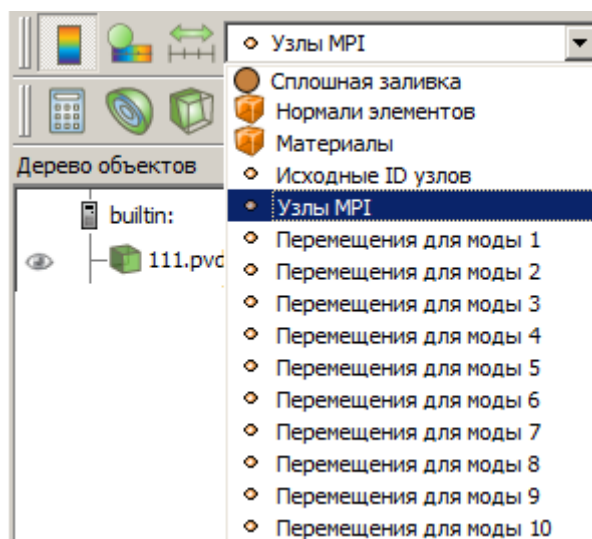 Узлы MPI
Сплошная заливка
Нормали элементов
Материалы
Дерево объектов
Исходные ID узлов
Узлы MPI
builtin:
Перемещения для моды 1
111.pvd
Перемещения для моды 2
Перемещения для моды 3
Перемещения для моды 4
Перемещения для моды 5
Перемещения для моды 6
Перемещения для моды 7
Перемещения для моды 8
Перемещения для моды 9
Перемещения для моды 10